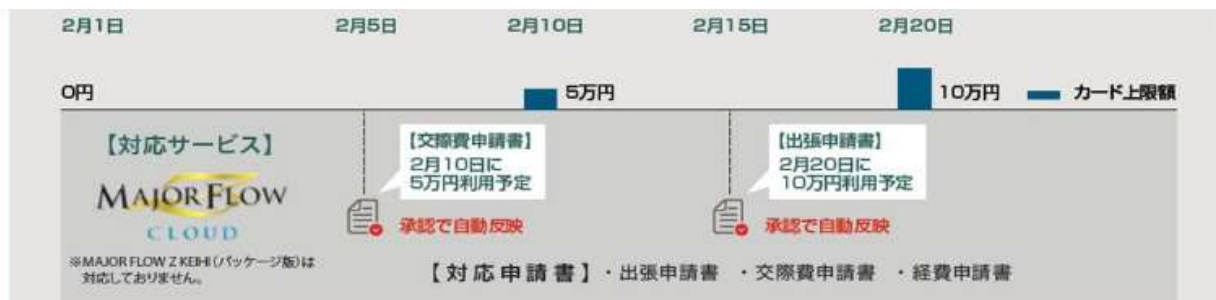 2月1日 2月5日 2月10日 2月15日 2月20日
0円 5万円 10万円 カード上限額
【対応サービス】
MAJOR FLOW
CLOUD
※MAJOR FLOW Z KEIHI(パッケージ版)は
対応しておりません。
【交際費申請書】
2月10日に
5万円利用予定
承認で自動反映
【出張申請書】
2月20日に
10万円利用予定
承認で自動反映
【対応申請書】・出張申請書 ・交際費申請書 ・経費申請書